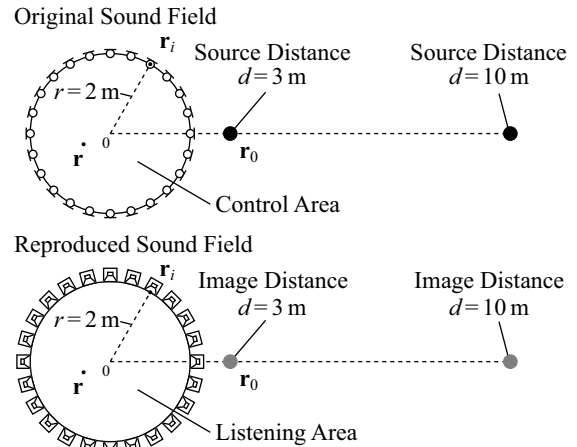 Original Sound Field
r_i
Source Distance
d = 3 m
Source Distance
d = 10 m
r = 2 m
0
r
r_0
Control Area
Reproduced Sound Field
r_i
Image Distance
d = 3 m
Image Distance
d = 10 m
r = 2 m
0
r
r_0
Listening Area